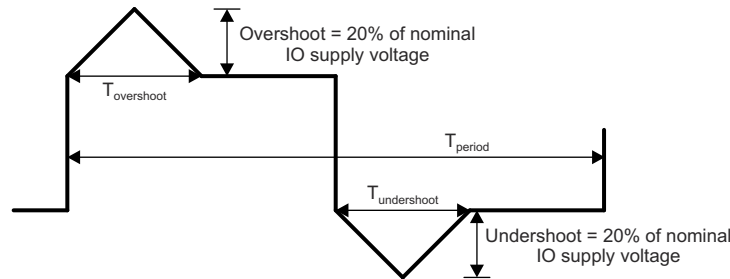 Overshoot = 20% of nominal
IO supply voltage
Tovershoot
Tperiod
Tundershoot
Undershoot = 20% of nominal
IO supply voltage